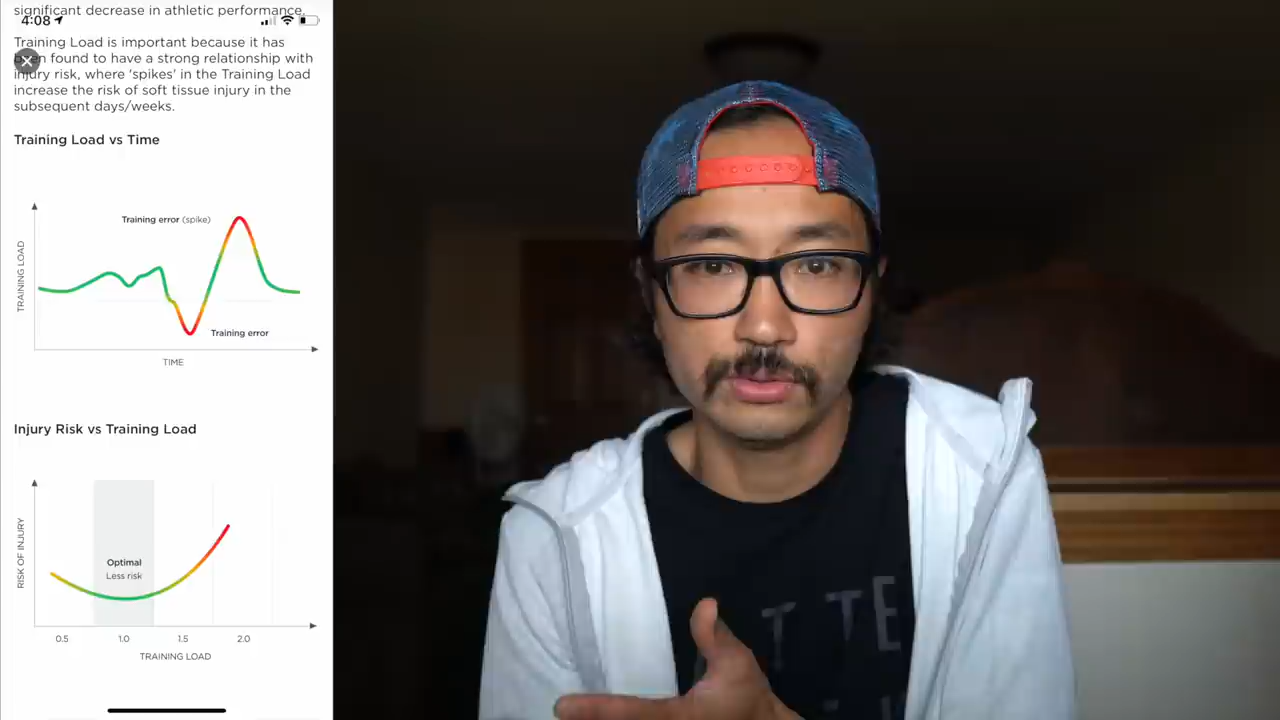 significant decrease in athletic performance.
4:08
Training Load is important because it has
been found to have a strong relationship with
injury risk, where 'spikes' in the Training Load
increase the risk of soft tissue injury in the
subsequent days/weeks.
Training Load vs Time
Training error (spike)
TRAINING LOAD
Training error
TIME
Injury Risk vs Training Load
RISK OF INJURY
Optimal
Less risk
0.5 1.0 1.5 2.0
TRAINING LOAD